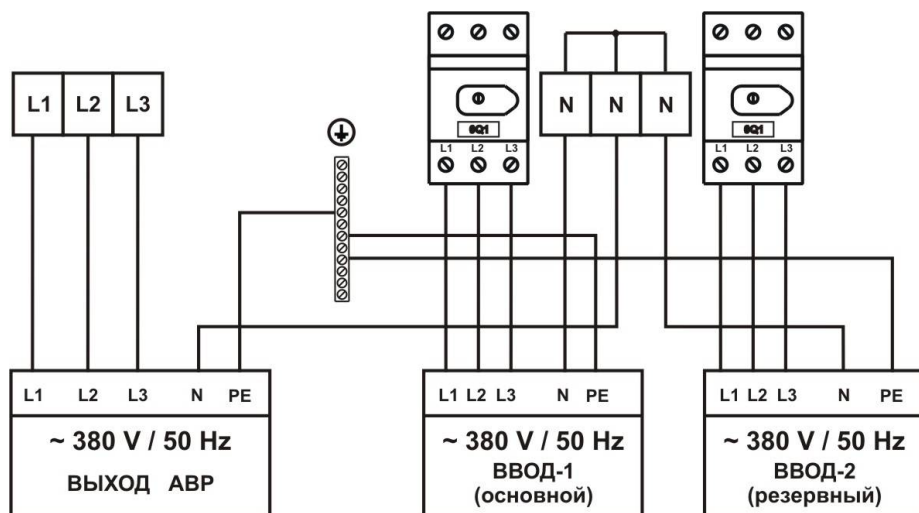 L1 L2 L3
N N N
8Q1
8Q1
L1 L2 L3
L1 L2 L3
L1 L2 L3 N PE
~ 380 V / 50 Hz
ВЫХОД АВР
L1 L2 L3 N PE
~ 380 V / 50 Hz
ВВОД-1
(основной)
L1 L2 L3 N PE
~ 380 V / 50 Hz
ВВОД-2
(резервный)